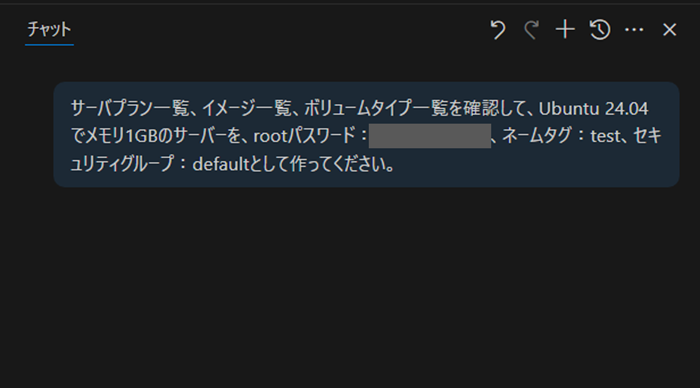 チャット
サーバプラン一覧、イメージ一覧、ボリュームタイプ一覧を確認して、Ubuntu 24.04
でメモリ1GBのサーバーを、rootパスワード：、ネームタグ：test、セキ
ュリティグループ：defaultとして作ってください。